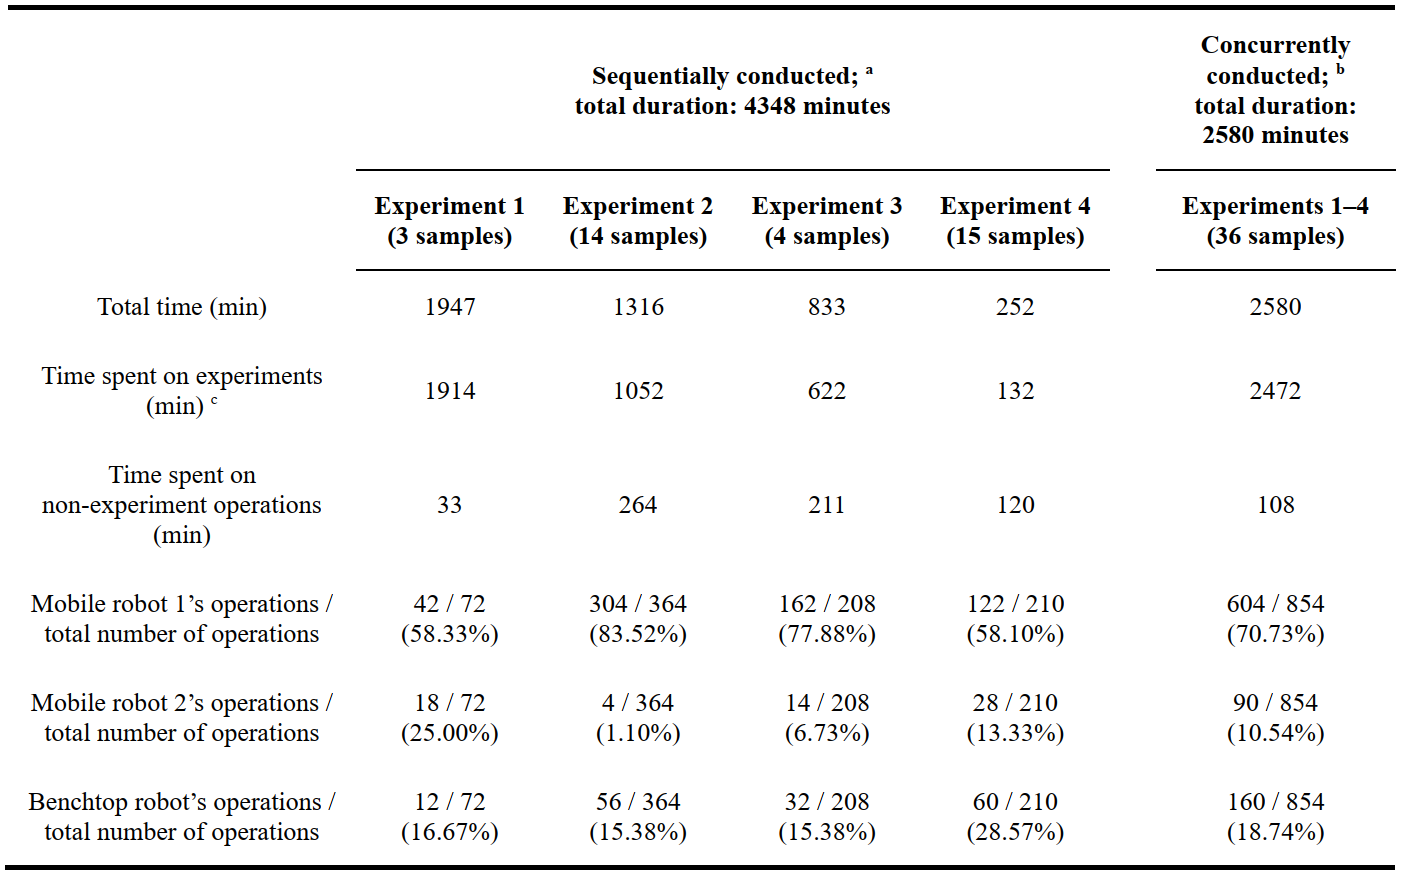 Sequentially conducted; a
total duration: 4348 minutes
Concurrently
conducted; b
total duration:
2580 minutes
Experiment 1
(3 samples)
Experiment 2
(14 samples)
Experiment 3
(4 samples)
Experiment 4
(15 samples)
Experiments 1–4
(36 samples)
Total time (min) 1947 1316 833 252 2580
Time spent on experiments
(min) c
1914 1052 622 132 2472
Time spent on
non-experiment operations
(min)
33 264 211 120 108
Mobile robot 1’s operations /
total number of operations
42 / 72
(58.33%)
304 / 364
(83.52%)
162 / 208
(77.88%)
122 / 210
(58.10%)
604 / 854
(70.73%)
Mobile robot 2’s operations /
total number of operations
18 / 72
(25.00%)
4 / 364
(1.10%)
14 / 208
(6.73%)
28 / 210
(13.33%)
90 / 854
(10.54%)
Benchtop robot’s operations /
total number of operations
12 / 72
(16.67%)
56 / 364
(15.38%)
32 / 208
(15.38%)
60 / 210
(28.57%)
160 / 854
(18.74%)